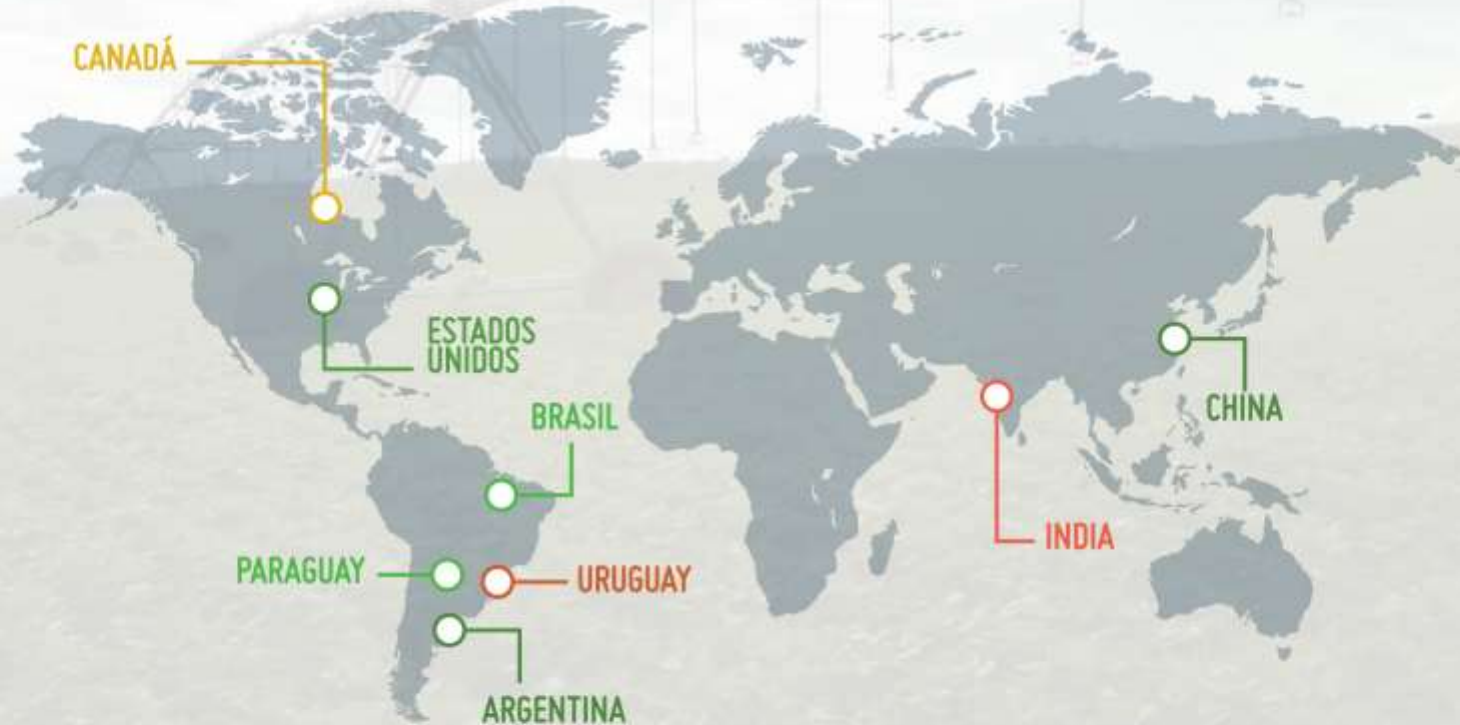 CANADÁ
ESTADOS
UNIDOS
BRASIL
CHINA
INDIA
PARAGUAY
URUGUAY
ARGENTINA